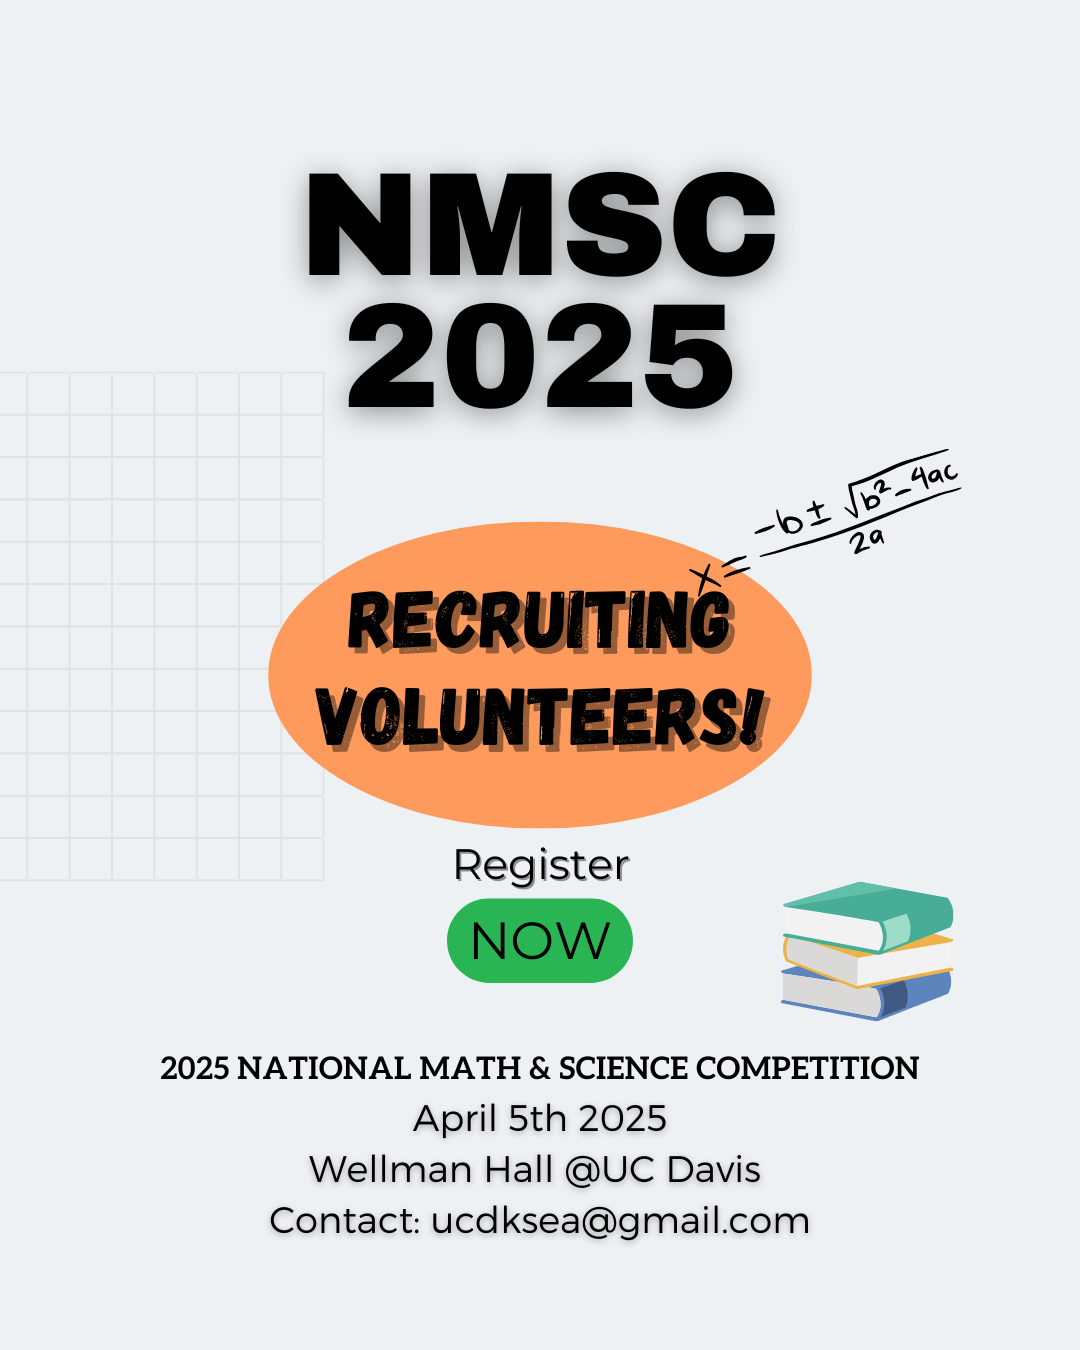 NMSC
2025
x = -b ± √b² - 4ac
2a
RECRUITING
VOLUNTEERS!
Register
NOW
2025 NATIONAL MATH & SCIENCE COMPETITION
April 5th 2025
Wellman Hall @UC Davis
Contact: ucdksea@gmail.com